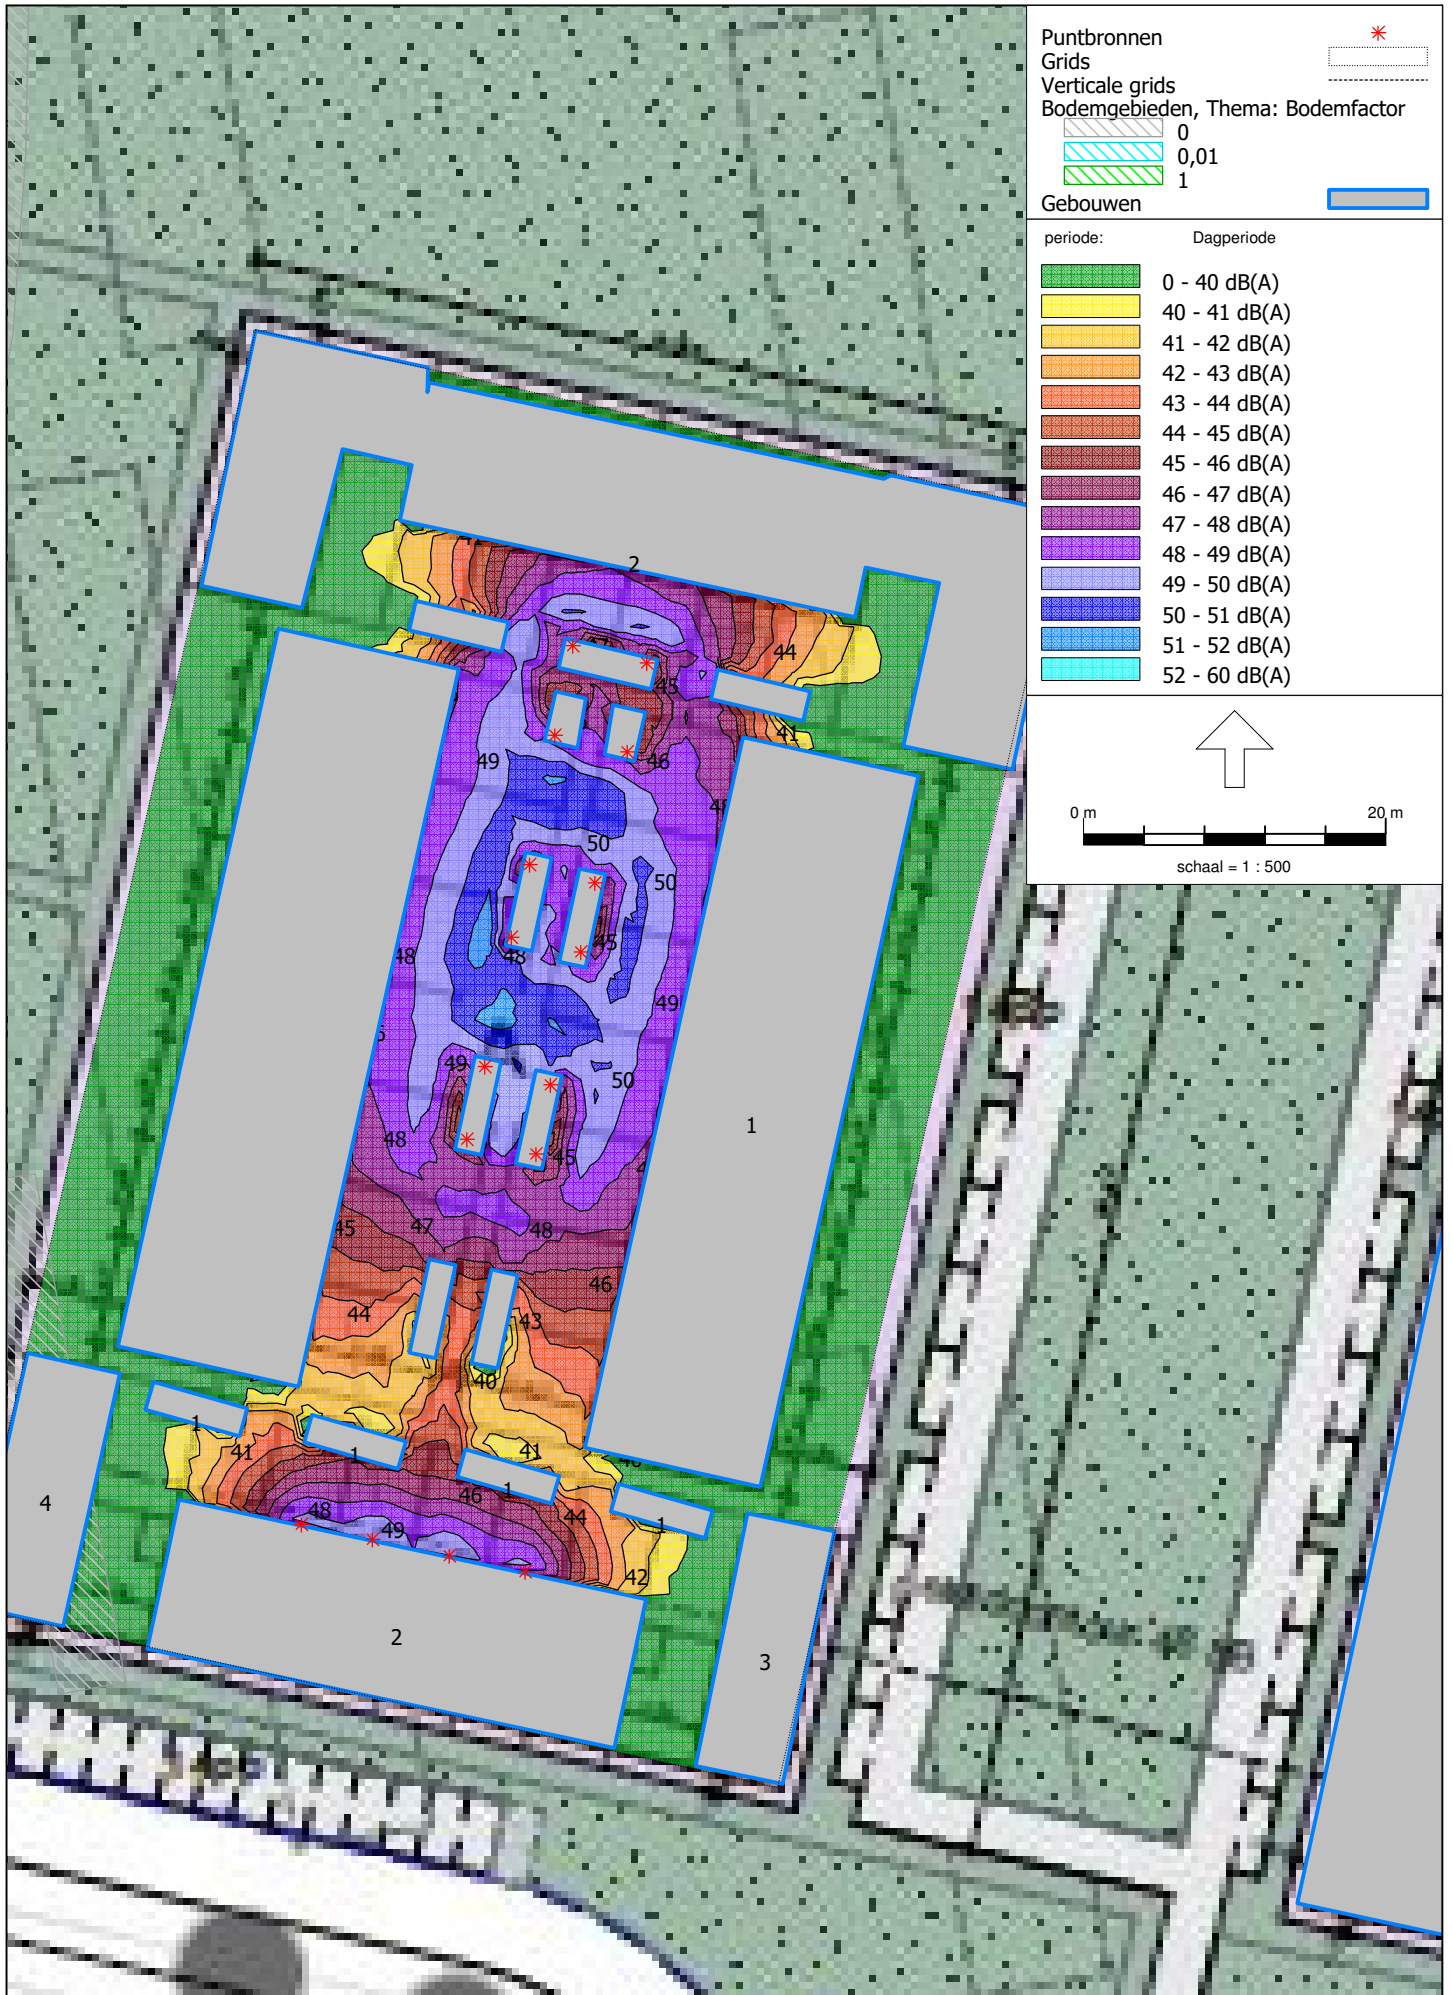 Puntbronnen
Grids
Verticale grids
Bodemgebieden, Thema: Bodemfactor
0
0,01
1
Gebouwen
periode: Dagperiode
0 - 40 dB(A)
40 - 41 dB(A)
41 - 42 dB(A)
42 - 43 dB(A)
43 - 44 dB(A)
44 - 45 dB(A)
45 - 46 dB(A)
46 - 47 dB(A)
47 - 48 dB(A)
48 - 49 dB(A)
49 - 50 dB(A)
50 - 51 dB(A)
51 - 52 dB(A)
52 - 60 dB(A)
0 m 20 m
schaal = 1 : 500
2
44
45
41
49
46
50
50
48
45
48
49
49
50
1
48
45
45
47
48
46
44
43
40
1
41
1
41
46
1
48
49
44
1
42
4
2
3